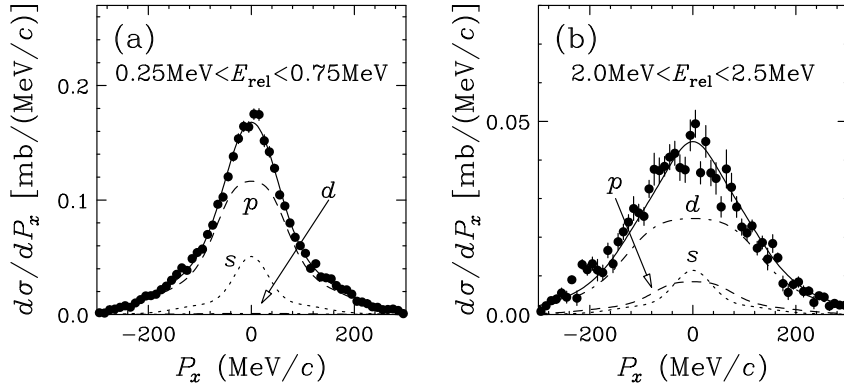 (a)
0.25MeV<E_rel<0.75MeV
dσ/dP_x [mb/(MeV/c)]
0.2
0.1
0.0
p
d
s
−200 0 200
P_x (MeV/c)
(b)
2.0MeV<E_rel<2.5MeV
dσ/dP_x [mb/(MeV/c)]
0.05
0.00
p
d
s
−200 0 200
P_x (MeV/c)